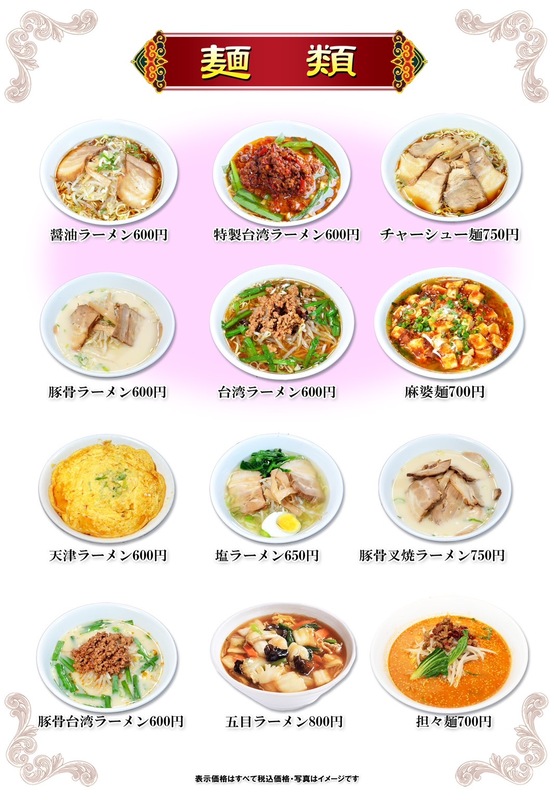 麺類
醤油ラーメン600円
特製台湾ラーメン600円
チャーシュー麺750円
豚骨ラーメン600円
台湾ラーメン600円
麻婆麺700円
天津ラーメン600円
塩ラーメン650円
豚骨叉焼ラーメン750円
豚骨台湾ラーメン600円
五目ラーメン800円
担々麺700円
表示価格はすべて税込価格・写真はイメージです